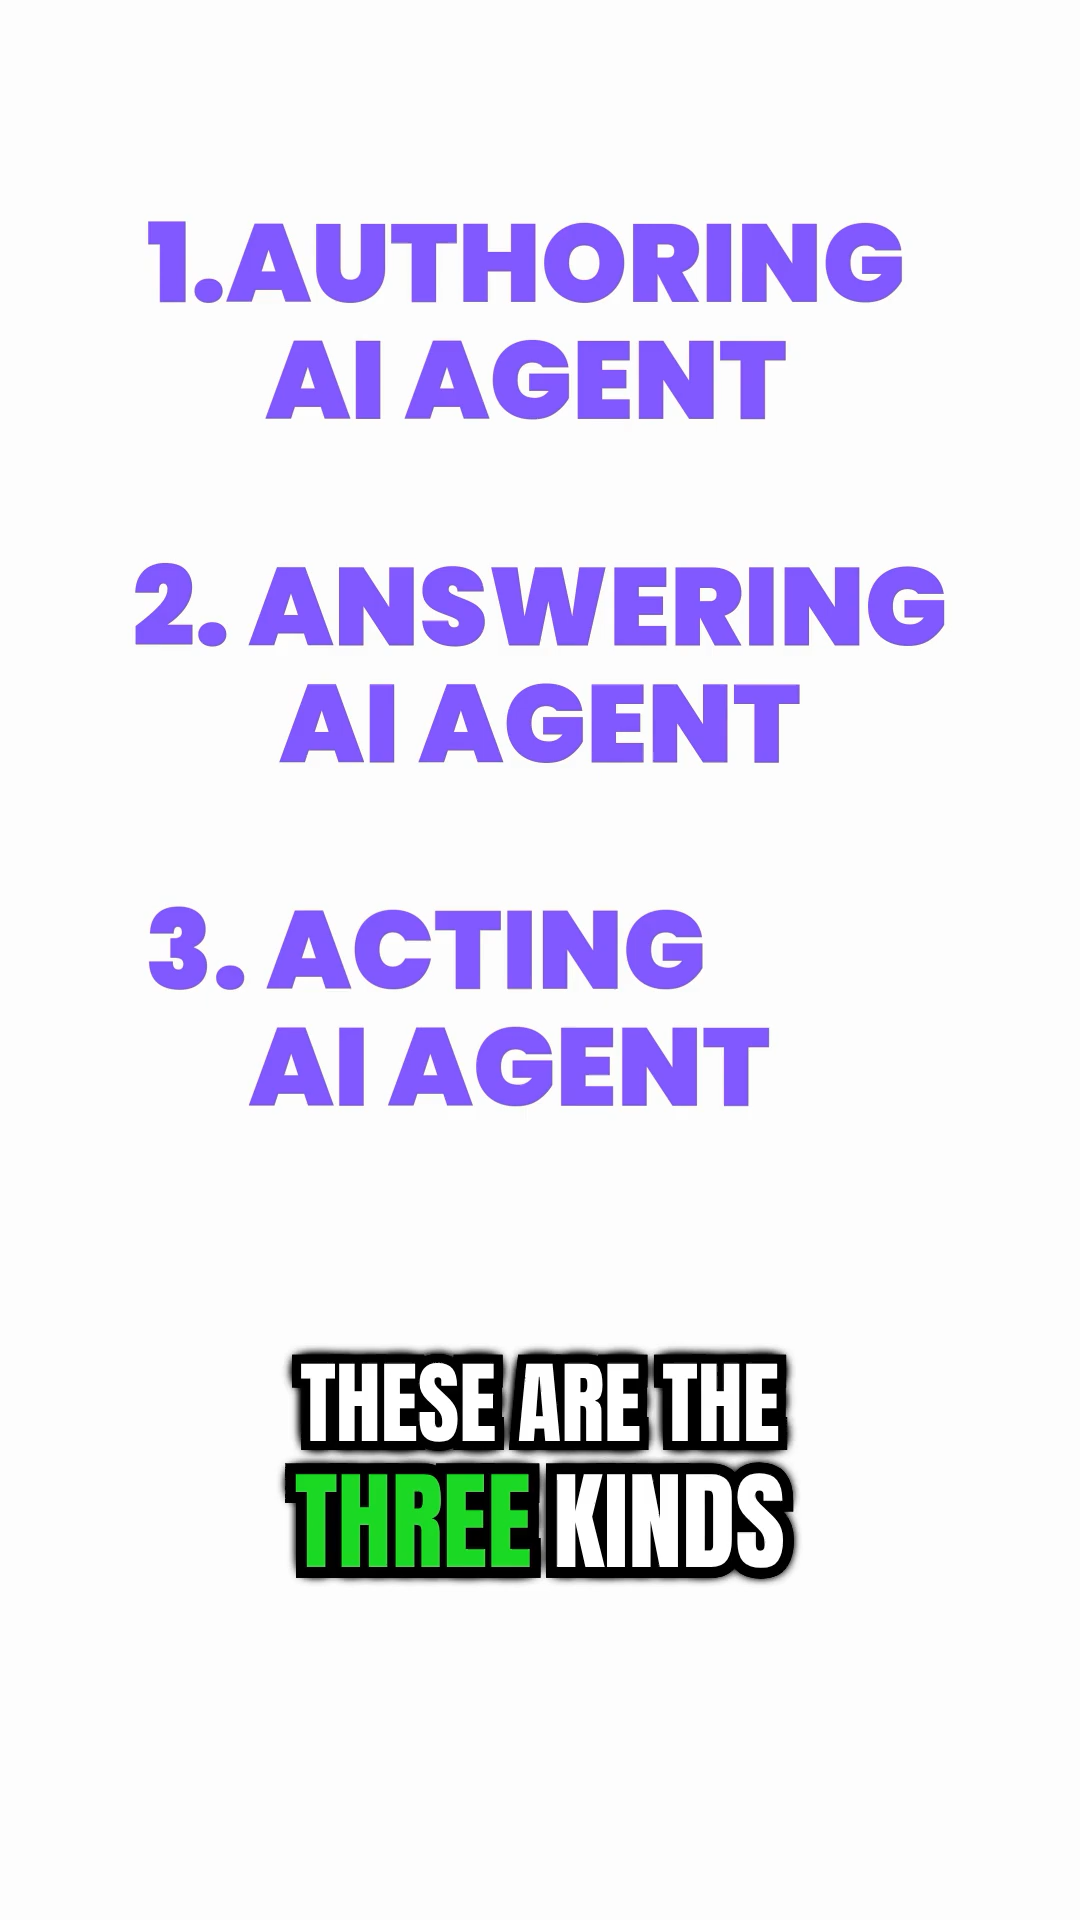 1.AUTHORING
AI AGENT
2. ANSWERING
AI AGENT
3. ACTING
AI AGENT
THESE ARE THE
THREE KINDS